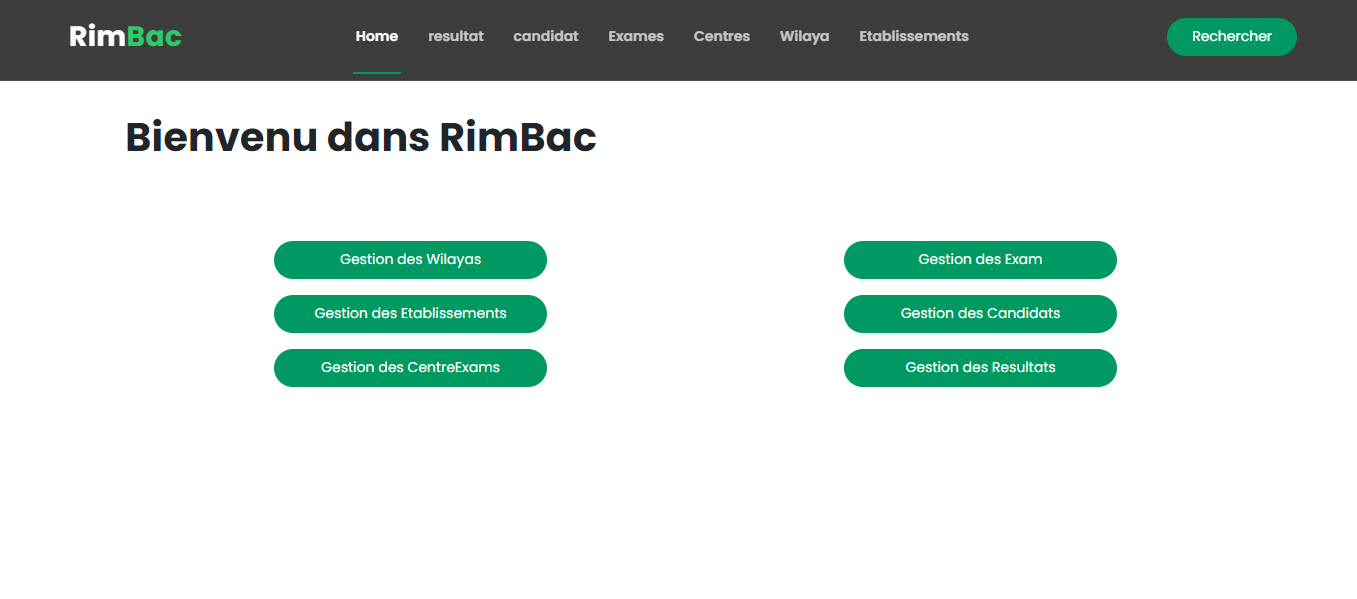 RimBac Home resultat candidat Exames Centres Wilaya Etablissements Rechercher
Bienvenu dans RimBac
Gestion des Wilayas
Gestion des Etablissements
Gestion des CentreExams
Gestion des Exam
Gestion des Candidats
Gestion des Resultats